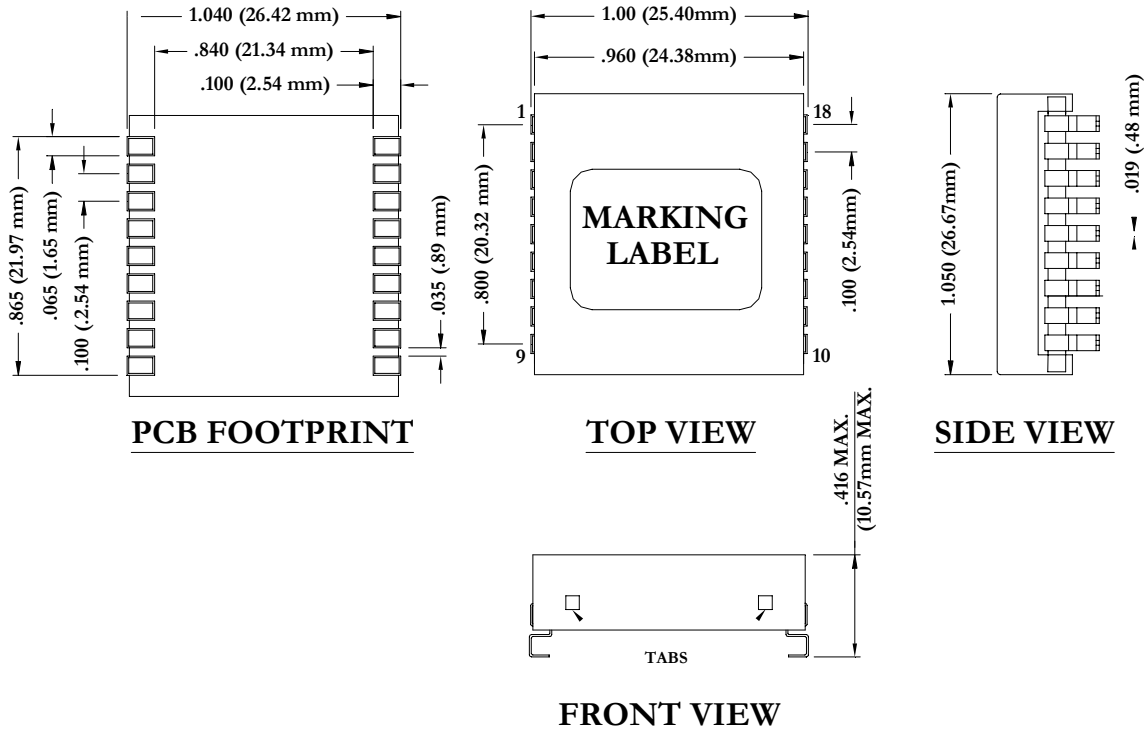 1.040 (26.42 mm)
.840 (21.34 mm)
.100 (2.54 mm)
.865 (21.97 mm)
.065 (1.65 mm)
.100 (.2.54 mm)
.035 (.89 mm)
PCB FOOTPRINT
1.00 (25.40mm)
.960 (24.38mm)
1
18
.800 (20.32 mm)
MARKING
LABEL
.100 (2.54mm)
9
10
TOP VIEW
1.050 (26.67mm)
.019 (.48 mm)
SIDE VIEW
.416 MAX.
(10.57mm MAX.
TABS
FRONT VIEW